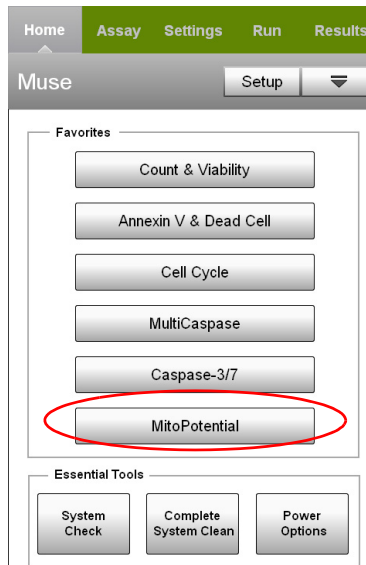 Home Assay Settings Run Results
Muse Setup
Favorites
Count & Viability
Annexin V & Dead Cell
Cell Cycle
MultiCaspase
Caspase-3/7
MitoPotential
Essential Tools
System Complete Power
Check System Clean Options